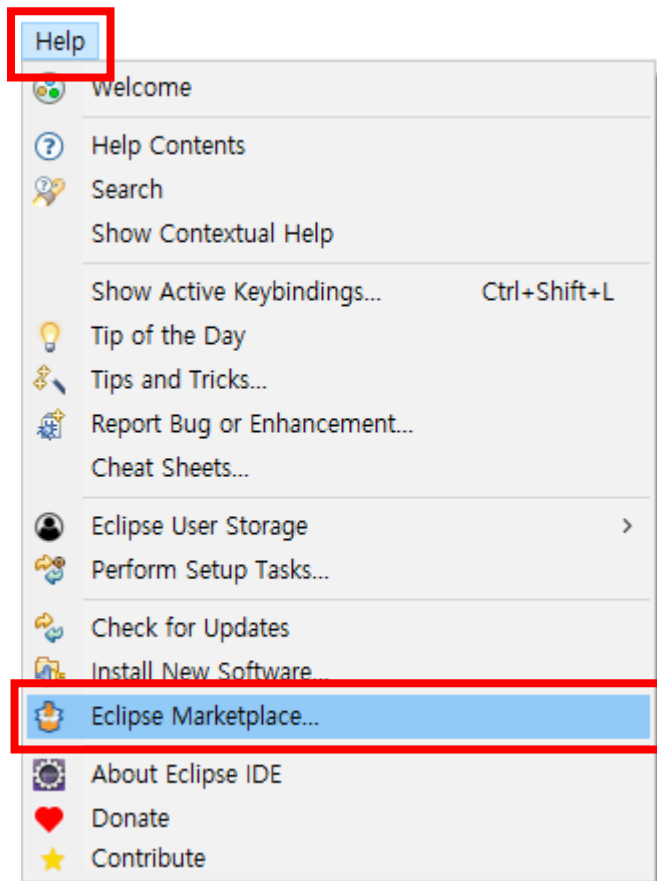 Help
Welcome
Help Contents
Search
Show Contextual Help
Show Active Keybindings... Ctrl+Shift+L
Tip of the Day
Tips and Tricks...
Report Bug or Enhancement...
Cheat Sheets...
Eclipse User Storage
Perform Setup Tasks...
Check for Updates
Install New Software...
Eclipse Marketplace...
About Eclipse IDE
Donate
Contribute